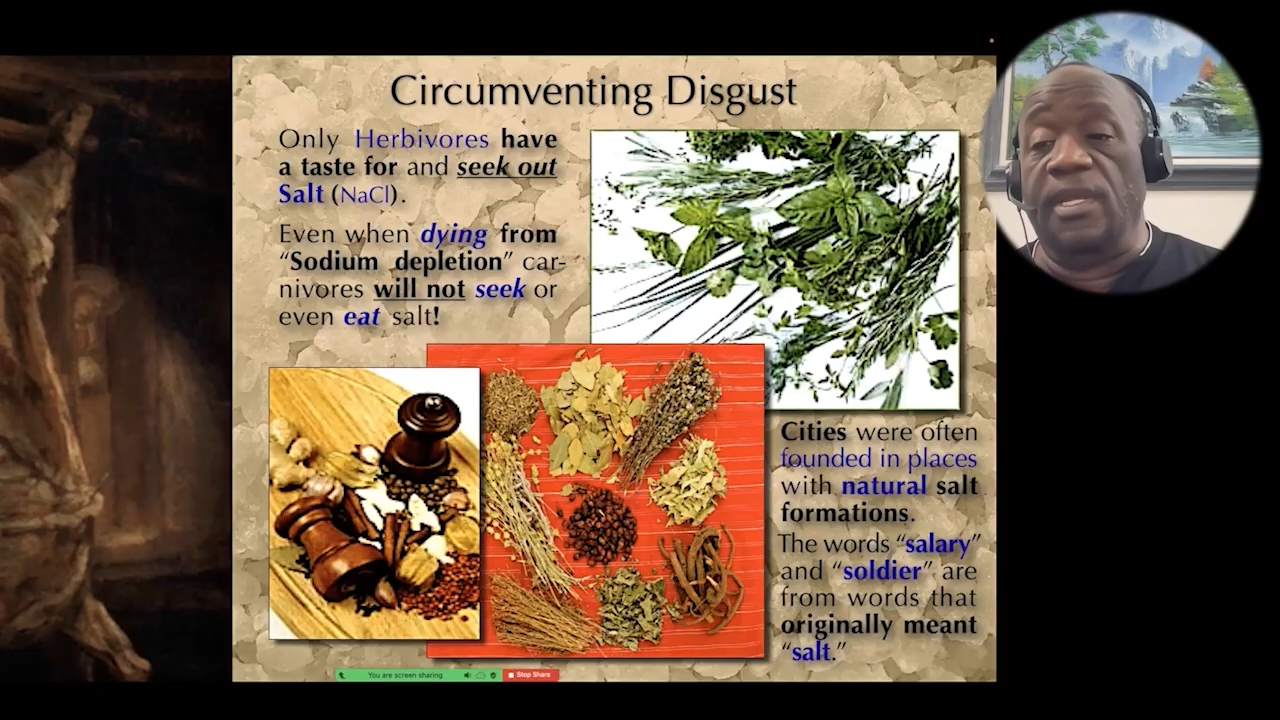 Circumventing Disgust
Only Herbivores have
a taste for and seek out
Salt (NaCl).
Even when dying from
“Sodium depletion” car-
nivores will not seek or
even eat salt!
Cities were often
founded in places
with natural salt
formations.
The words “salary”
and “soldier” are
from words that
originally meant
“salt.”
You are screen sharing
Stop Share